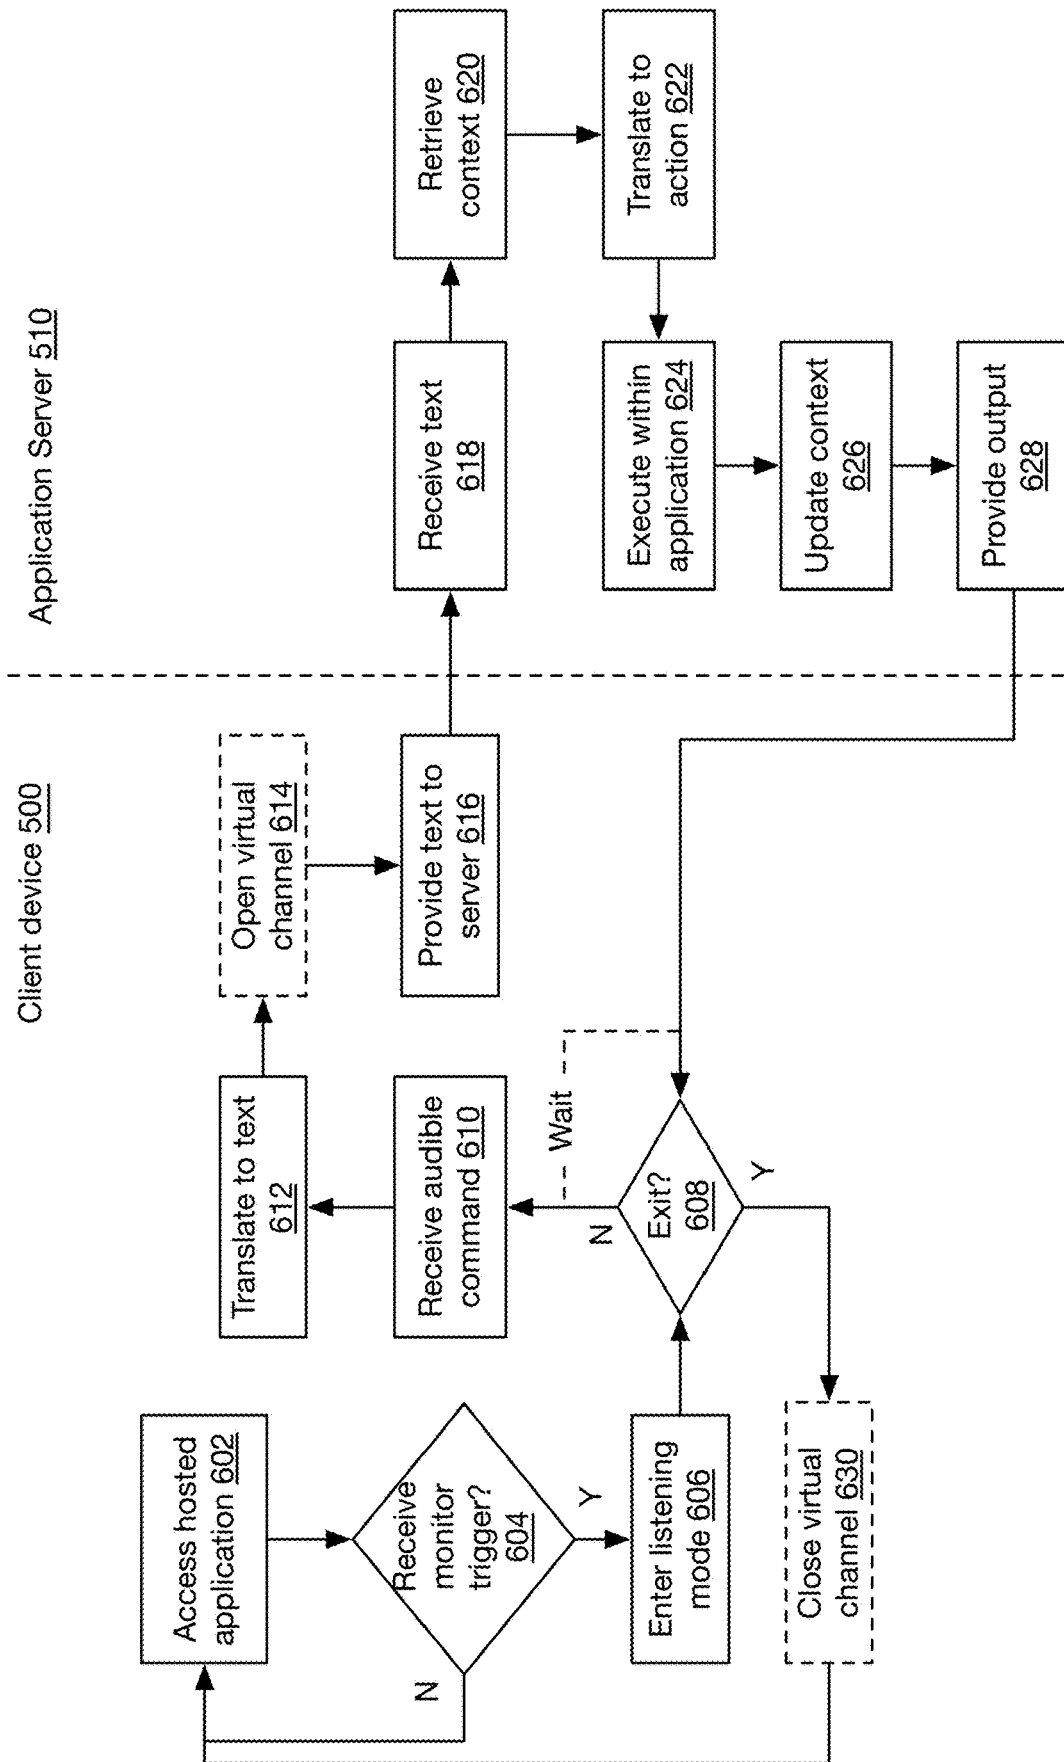 Client device 500
Application Server 510
Access hosted
application 602
Receive
monitor
trigger?
604
N
Y
Enter listening
mode 606
Exit?
608
N
Wait
Y
Receive audible
command 610
Translate to text
612
Open virtual
channel 614
Provide text to
server 616
Receive text
618
Retrieve
context 620
Translate to
action 622
Execute within
application 624
Update context
626
Provide output
628
Close virtual
channel 630